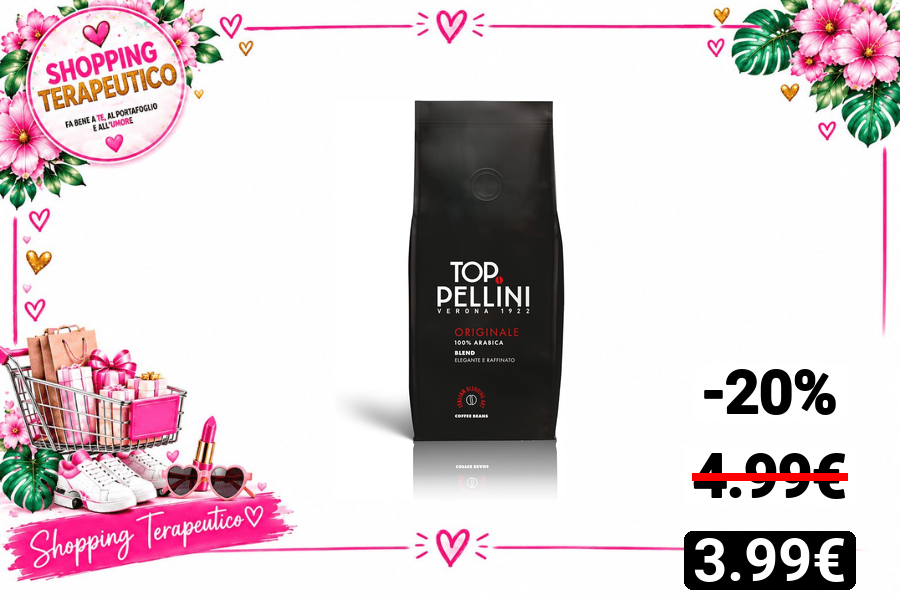 SHOPPING
TERAPEUTICO
FA BENE A TE, AL PORTAFOGLIO
E ALL'UMORE
TOP
PELLINI
VERONA 1922
ORIGINALE
100% ARABICA
BLEND
ELEGANTE E RAFFINATO
COFFEE BEANS
-20%
4.99€
3.99€
Shopping Terapeutico